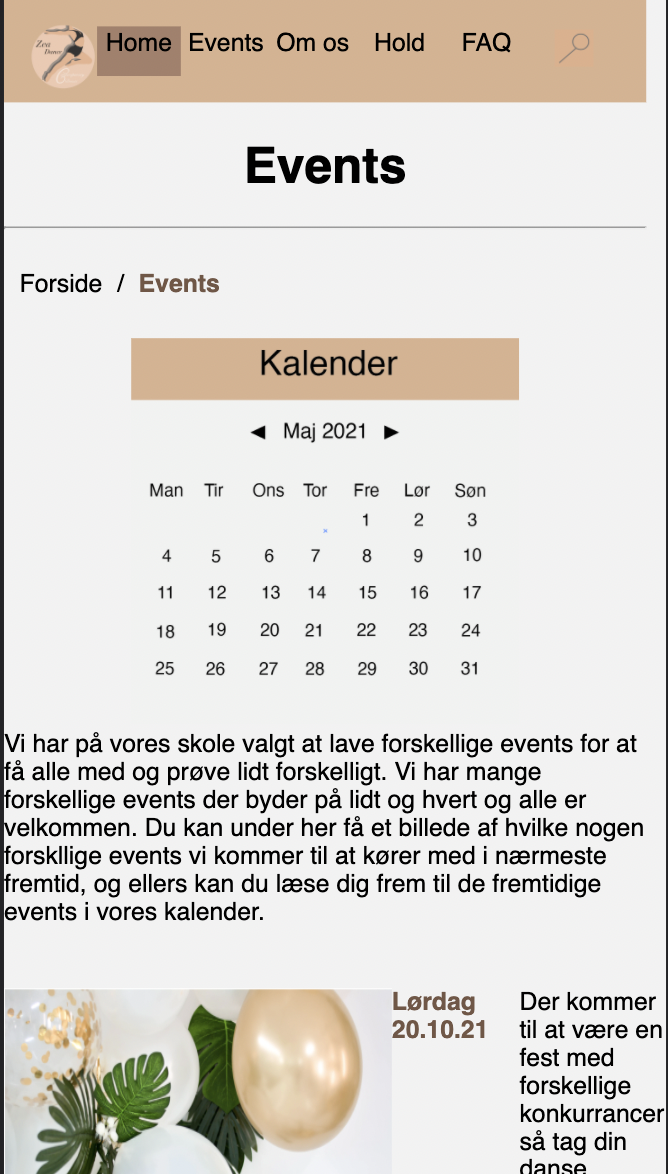 Zea
Dance
Home Events Om os Hold FAQ
Events
Forside / Events
Kalender
◀ Maj 2021 ▶
Man Tir Ons Tor Fre Lør Søn
1 2 3
4 5 6 7 8 9 10
11 12 13 14 15 16 17
18 19 20 21 22 23 24
25 26 27 28 29 30 31
Vi har på vores skole valgt at lave forskellige events for at
få alle med og prøve lidt forskelligt. Vi har mange
forskellige events der byder på lidt og hvert og alle er
velkommen. Du kan under her få et billede af hvilke nogen
forskllige events vi kommer til at kører med i nærmeste
fremtid, og ellers kan du læse dig frem til de fremtidige
events i vores kalender.
Lørdag
20.10.21
Der kommer
til at være en
fest med
forskellige
konkurrancer
så tag din
danse